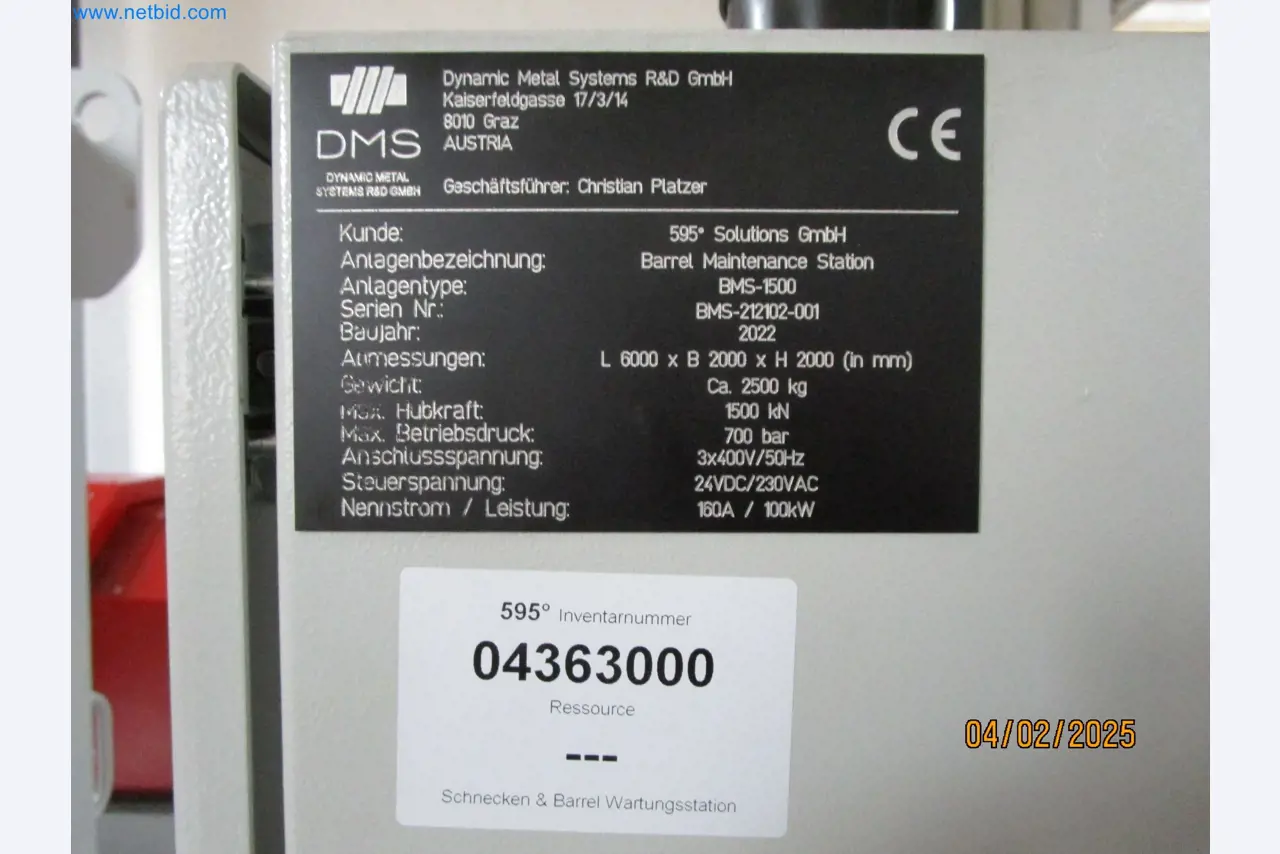 www.netbid.com
DMS
DYNAMIC METAL
SYSTEMS R&D GMBH
Dynamic Metal Systems R&D GmbH
Kaiserfeldgasse 17/3/14
8010 Graz
AUSTRIA
Geschäftsführer: Christian Platzer
CE
Kunde: 595° Solutions GmbH
Anlagenbezeichnung: Barrel Maintenance Station
Anlagentype: BMS-1500
Serien Nr.: BMS-212102-001
Baujahr: 2022
Abmessungen: L 6000 x B 2000 x H 2000 (in mm)
Gewicht: Ca. 2500 kg
Max. Hubkraft: 1500 kN
Max. Betriebsdruck: 700 bar
Anschlussspannung: 3x400V/50Hz
Steuerspannung: 24VDC/230VAC
Nennstrom / Leistung: 160A / 100kW
595° Inventarnummer
04363000
Ressource
---
Schnecken & Barrel Wartungsstation
04/02/2025